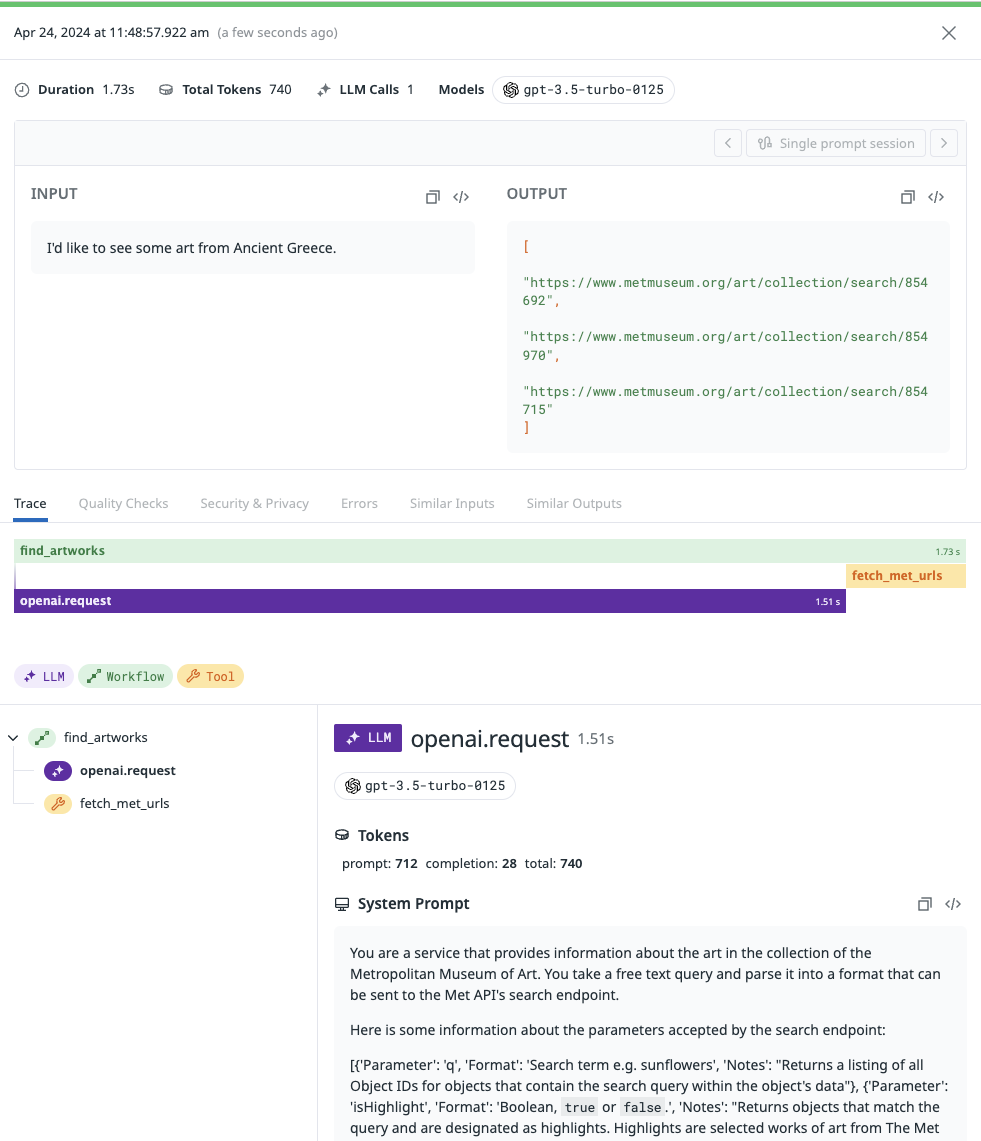 Apr 24, 2024 at 11:48:57.922 am (a few seconds ago)
Duration 1.73s Total Tokens 740 LLM Calls 1 Models gpt-3.5-turbo-0125
Single prompt session
INPUT
I'd like to see some art from Ancient Greece.
OUTPUT
[
"https://www.metmuseum.org/art/collection/search/854
692",
"https://www.metmuseum.org/art/collection/search/854
970",
"https://www.metmuseum.org/art/collection/search/854
715"
]
Trace Quality Checks Security & Privacy Errors Similar Inputs Similar Outputs
find_artworks 1.73 s
fetch_met_urls
openai.request 1.51 s
LLM Workflow Tool
find_artworks
openai.request
fetch_met_urls
LLM openai.request 1.51s
gpt-3.5-turbo-0125
Tokens
prompt: 712 completion: 28 total: 740
System Prompt
You are a service that provides information about the art in the collection of the
Metropolitan Museum of Art. You take a free text query and parse it into a format that can
be sent to the Met API's search endpoint.
Here is some information about the parameters accepted by the search endpoint:
[{'Parameter': 'q', 'Format': 'Search term e.g. sunflowers', 'Notes': "Returns a listing of all
Object IDs for objects that contain the search query within the object's data"}, {'Parameter':
'isHighlight', 'Format': 'Boolean, true or false.', 'Notes': "Returns objects that match the
query and are designated as highlights. Highlights are selected works of art from The Met